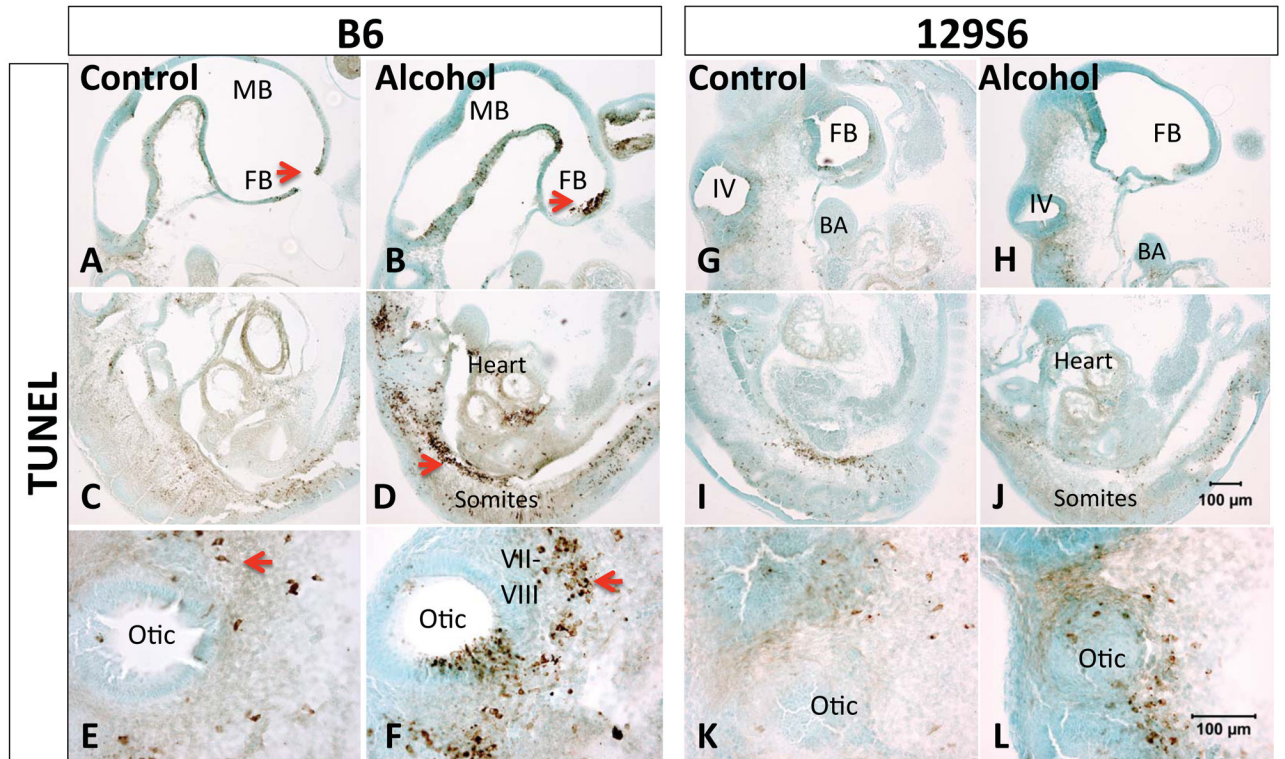 B6
129S6
TUNEL
Control
MB
FB
A
Alcohol
MB
FB
B
Control
FB
IV
BA
G
Alcohol
FB
IV
BA
H
C
Heart
Somites
D
I
Heart
Somites
100 µm
J
Otic
E
VII-
VIII
Otic
F
Otic
K
Otic
100 µm
L